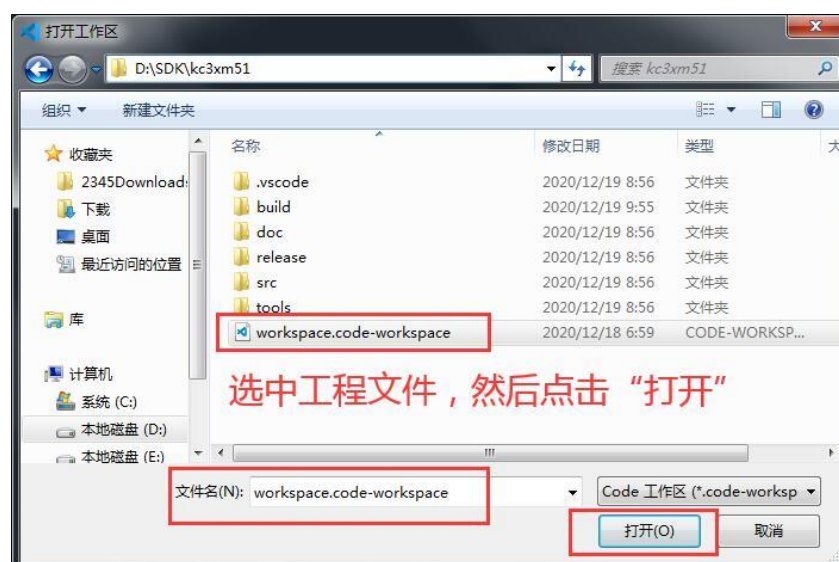 打开工作区
D:\SDK\kc3xm51
搜索 kc3xm51
组织 新建文件夹
名称 修改日期 类型 大
收藏夹
2345Download
下载
桌面
最近访问的位置
库
计算机
系统 (C:)
本地磁盘 (D:)
本地磁盘 (E:)
.vscode 2020/12/19 8:56 文件夹
build 2020/12/19 9:55 文件夹
doc 2020/12/19 8:56 文件夹
release 2020/12/19 8:56 文件夹
src 2020/12/19 8:56 文件夹
tools 2020/12/19 8:56 文件夹
workspace.code-workspace 2020/12/18 6:59 CODE-WORKSP...
选中工程文件，然后点击“打开”
文件名(N): workspace.code-workspace Code 工作区 (*.code-worksp
打开(O) 取消